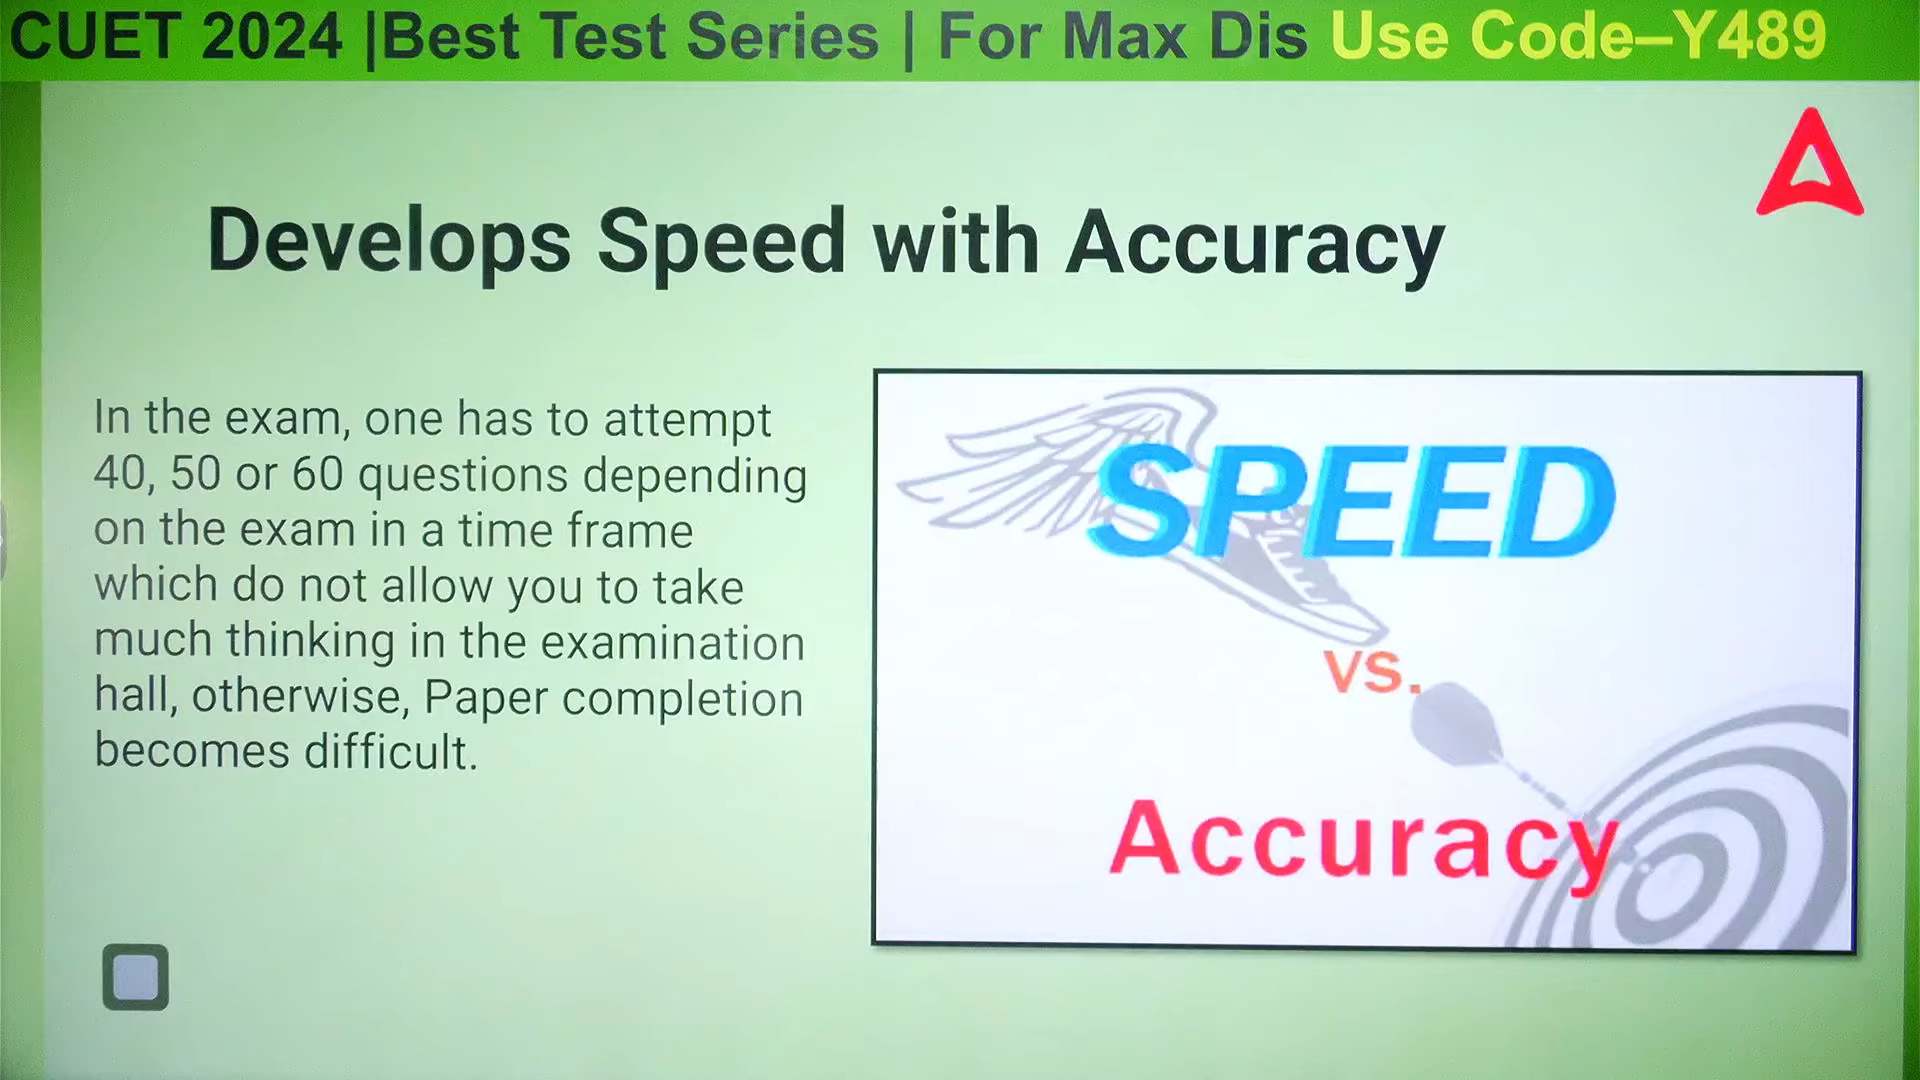 CUET 2024 |Best Test Series | For Max Dis Use Code–Y489
Develops Speed with Accuracy
In the exam, one has to attempt
40, 50 or 60 questions depending
on the exam in a time frame
which do not allow you to take
much thinking in the examination
hall, otherwise, Paper completion
becomes difficult.
SPEED
vs.
Accuracy